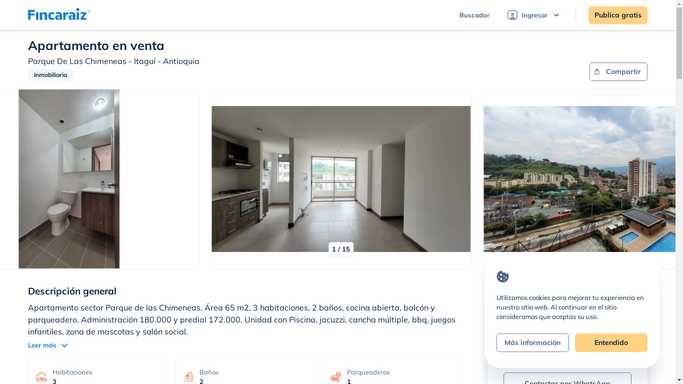 Fincaraiz
Buscador
Ingresar
Publica gratis
Apartamento en venta
Parque De Las Chimeneas - Itaguí - Antioquia
Inmobiliaria
Compartir
1 / 15
Descripción general
Apartamento sector Parque de las Chimeneas. Área 65 m2, 3 habitaciones, 2 baños, cocina abierta, balcón y
parqueadero. Administración 180.000 y predial 172.000. Unidad con Piscina, jacuzzi, cancha múltiple, bbq, juegos
infantiles, zona de mascotas y salón social.
Leer más
Habitaciones
3
Baños
2
Parqueaderos
1
Utilizamos cookies para mejorar tu experiencia en
nuestro sitio web. Al continuar en el sitio
consideramos que aceptas su uso.
Más información
Entendido
Contactar por WhatsApp